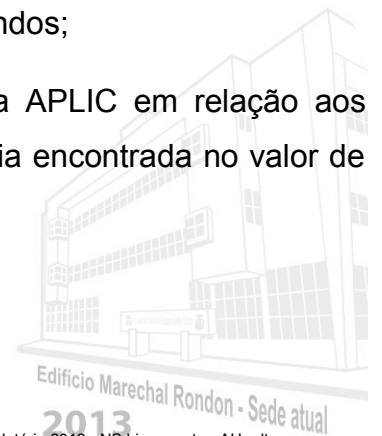 ndos;
a APLIC em relação aos
ia encontrada no valor de
Edifício Marechal Rondon - Sede atual
2013